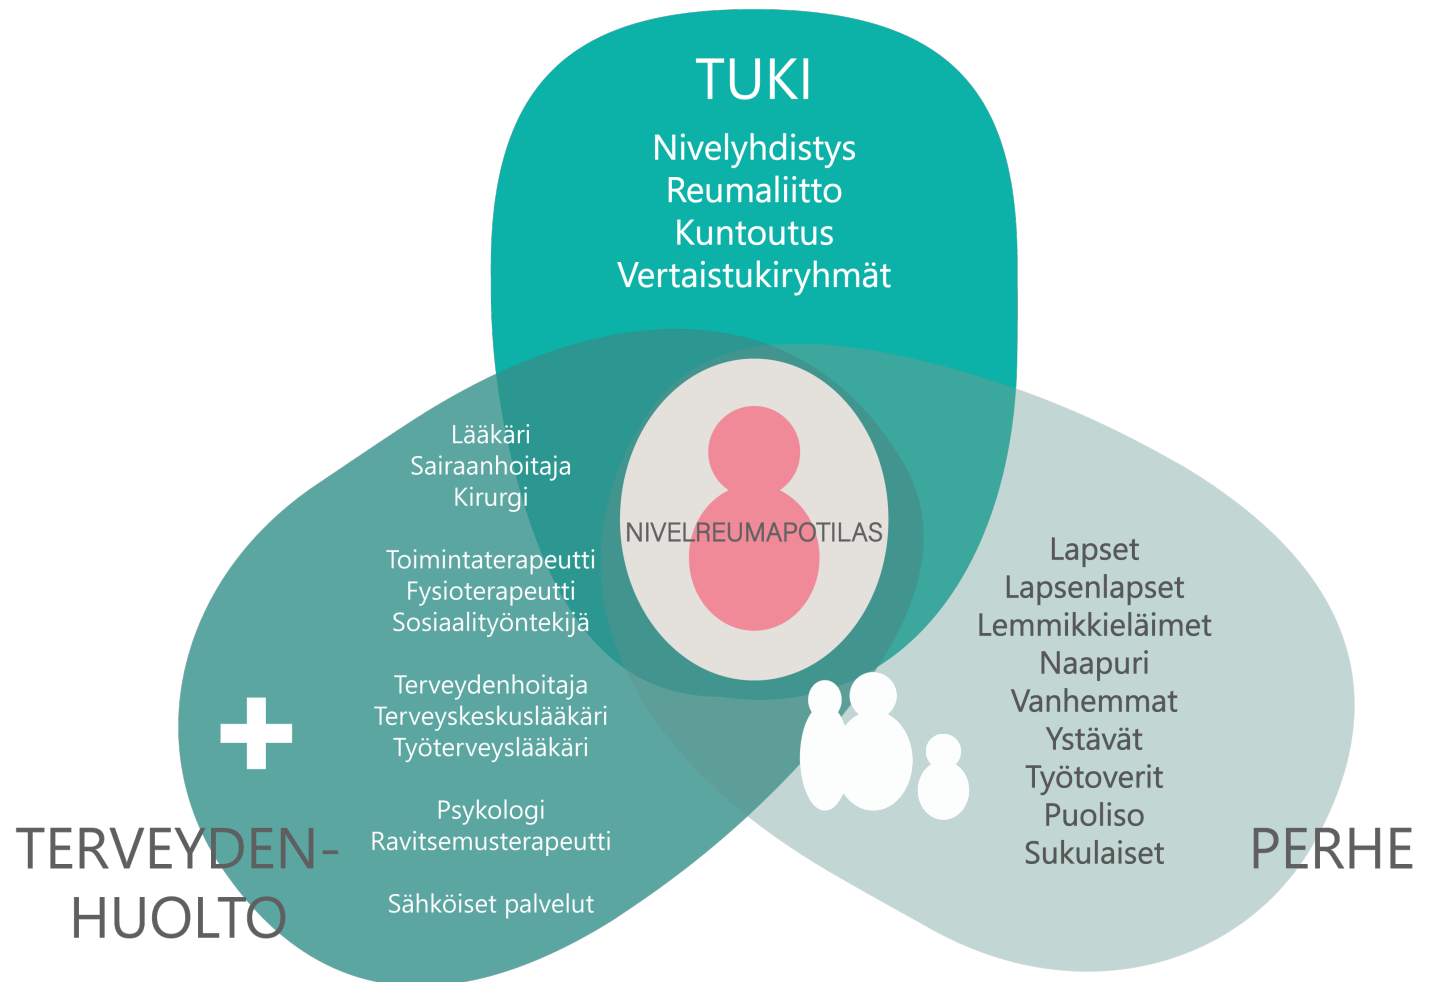 TUKI
Nivelyhdistys
Reumaliitto
Kuntoutus
Vertaistukiryhmät
NIVELREUMAPOTILAS
Lääkäri
Sairaanhoitaja
Kirurgi
Toimintaterapeutti
Fysioterapeutti
Sosiaalityöntekijä
Terveydenhoitaja
Terveyskeskuslääkäri
Työterveyslääkäri
Psykologi
Ravitsemusterapeutti
Sähköiset palvelut
TERVEYDEN-
HUOLTO
Lapset
Lapsenlapset
Lemmikkieläimet
Naapuri
Vanhemmat
Ystävät
Työtoverit
Puoliso
Sukulaiset
PERHE